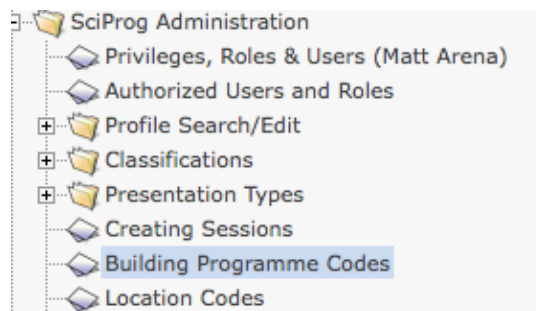 SciProg Administration
Privileges, Roles & Users (Matt Arena)
Authorized Users and Roles
Profile Search/Edit
Classifications
Presentation Types
Creating Sessions
Building Programme Codes
Location Codes